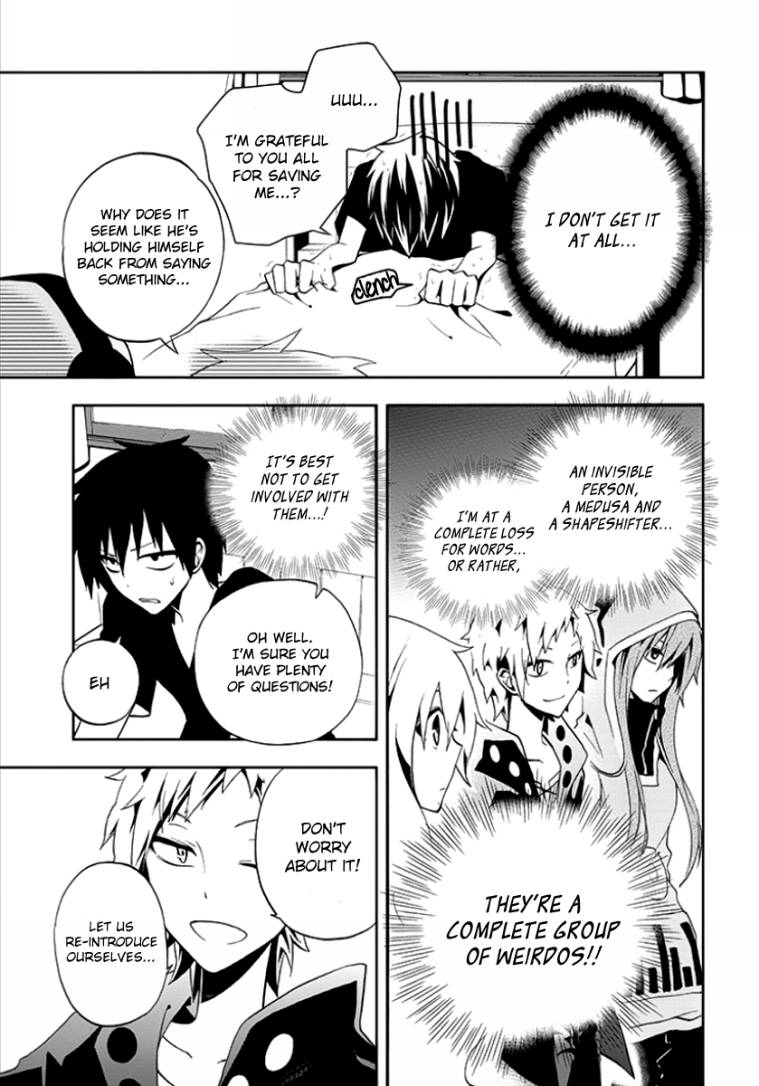 I DON'T GET IT
AT ALL...
UUU...
I'M GRATEFUL
TO YOU ALL
FOR SAVING
ME...?
clench
WHY DOES IT
SEEM LIKE HE'S
HOLDING HIMSELF
BACK FROM SAYING
SOMETHING...
AN INVISIBLE
PERSON,
A MEDUSA AND
A SHAPESHIFTER...
I'M AT A
COMPLETE LOSS
FOR WORDS...
OR RATHER,
THEY'RE A
COMPLETE GROUP
OF WEIRDOS!!
IT'S BEST
NOT TO GET
INVOLVED WITH
THEM...!
OH WELL.
I'M SURE YOU
HAVE PLENTY
OF QUESTIONS!
EH
DON'T
WORRY
ABOUT IT!
LET US
RE-INTRODUCE
OURSELVES...